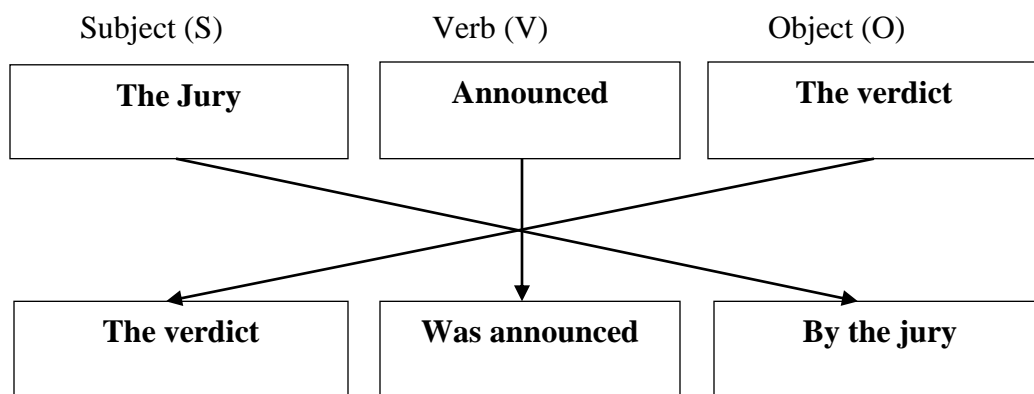 Subject (S) Verb (V) Object (O)
The Jury Announced The verdict
The verdict Was announced By the jury